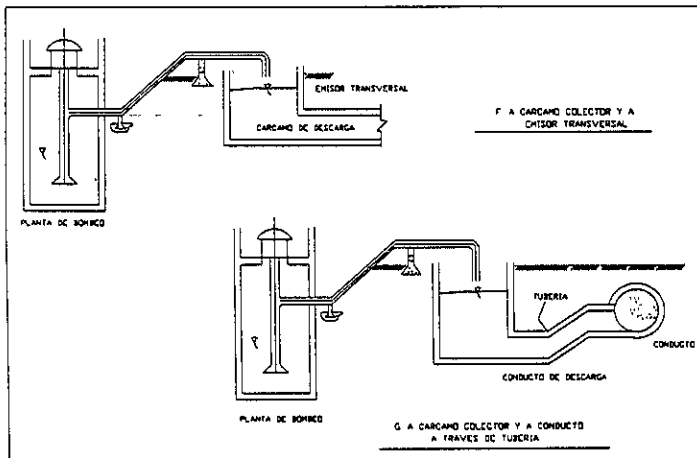 EMISOR TRANSVERSAL
CARCAMO DE DESCARGA
PLANTA DE BOMBEO
F A CARCAMO COLECTOR Y A
EMISOR TRANSVERSAL
TUBERIA
CONDUCTO
CONDUCTO DE DESCARGA
PLANTA DE BOMBEO
G A CARCAMO COLECTOR Y A CONDUCTO
A TRAVES DE TUBERIA